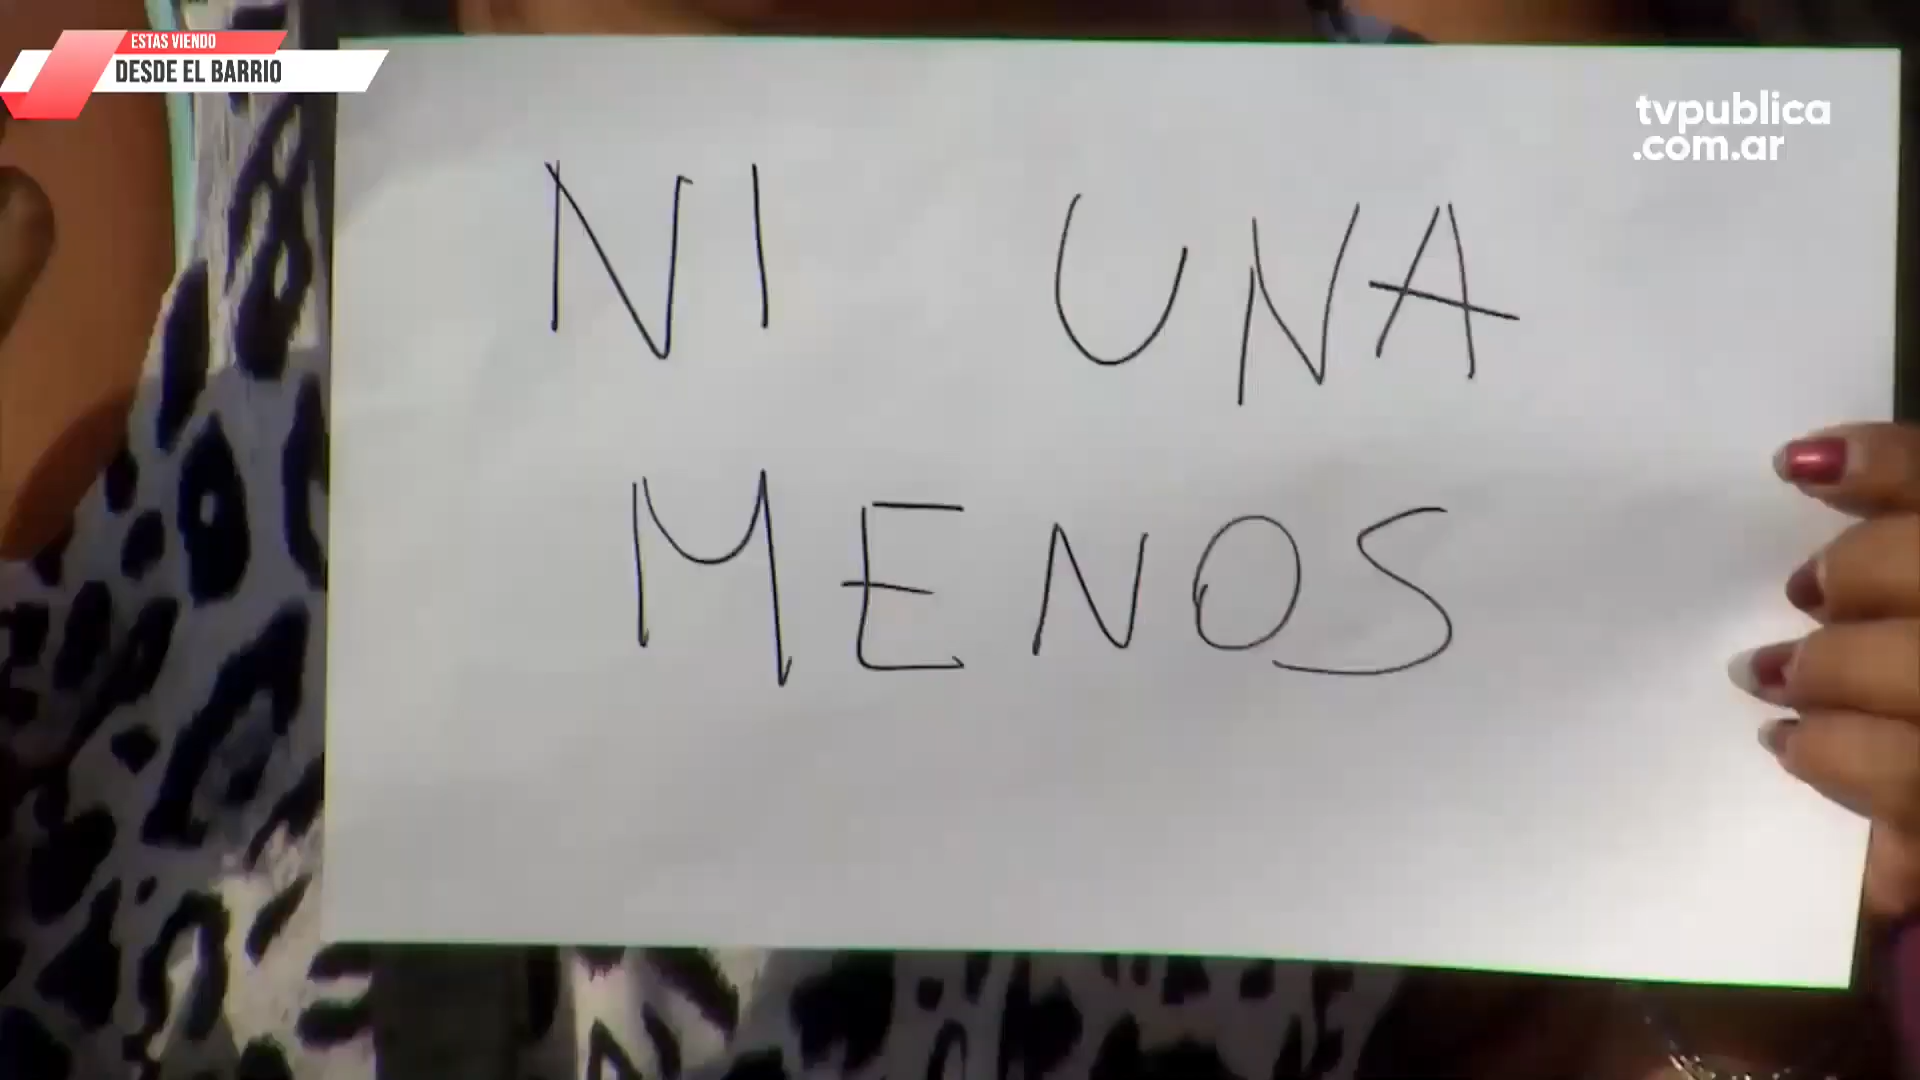 ESTAS VIENDO
DESDE EL BARRIO
tvpublica
.com.ar
NI UNA
MENOS